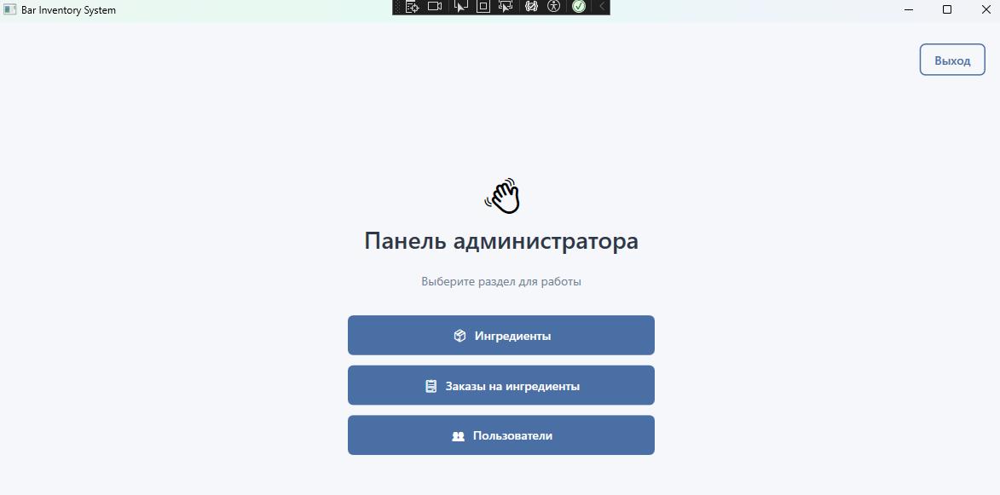 Bar Inventory System
Выход
Панель администратора
Выберите раздел для работы
Ингредиенты
Заказы на ингредиенты
Пользователи